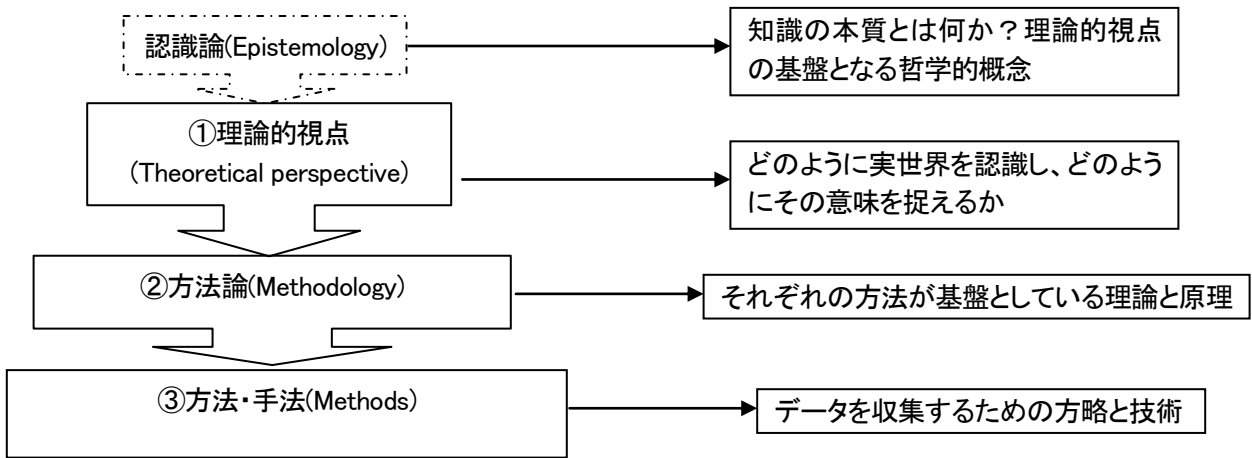 認識論(Epistemology)
知識の本質とは何か?理論的視点
の基盤となる哲学的概念
①理論的視点
(Theoretical perspective)
どのように実世界を認識し、どのよう
にその意味を捉えるか
②方法論(Methodology)
それぞれの方法が基盤としている理論と原理
③方法・手法(Methods)
データを収集するための方略と技術